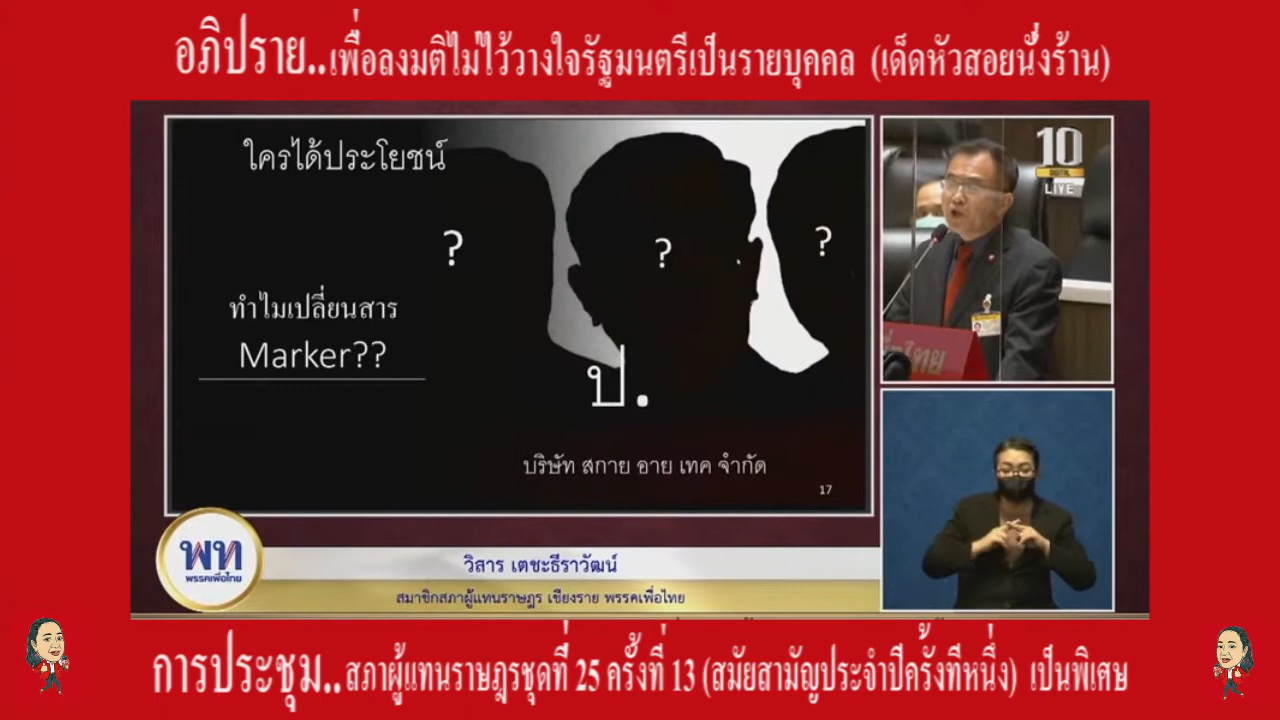 อภิปราย..เพื่อลงมติไม่ไว้วางใจรัฐมนตรีเป็นรายบุคคล (เด็ดหัวสอยนั่งร้าน)
ใครได้ประโยชน์
?
?
?
ทำไมเปลี่ยนสาร
Marker??
ป.
บริษัท สกาย อาย เทค จำกัด
17
10
DIGITAL
LIVE
ไทย
พท
พรรคเพื่อไทย
วิสาร เตชะธีราวัฒน์
สมาชิกสภาผู้แทนราษฎร เชียงราย พรรคเพื่อไทย
การประชุม..สภาผู้แทนราษฎรชุดที่ 25 ครั้งที่ 13 (สมัยสามัญประจำปีครั้งที่หนึ่ง) เป็นพิเศษ